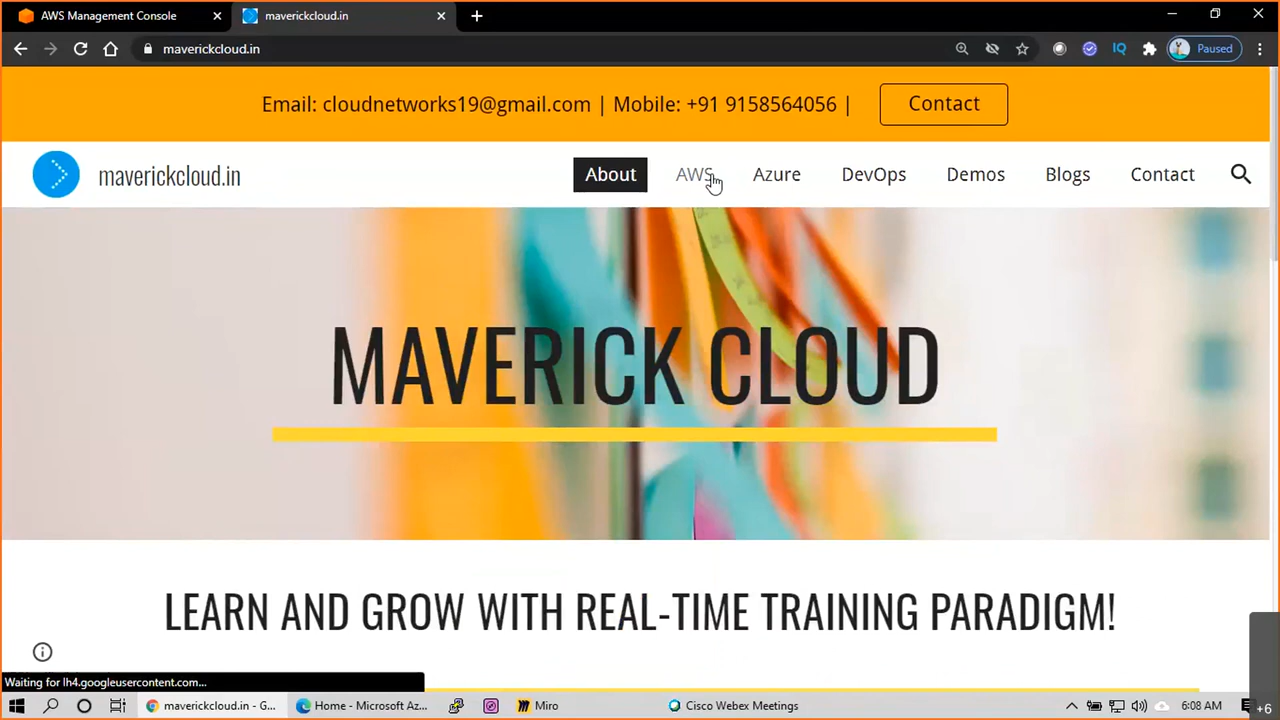 AWS Management Console
maverickcloud.in
maverickcloud.in
IQ
Paused
Email: cloudnetworks19@gmail.com | Mobile: +91 9158564056 |
Contact
maverickcloud.in
About
AWS
Azure
DevOps
Demos
Blogs
Contact
MAVERICK CLOUD
LEARN AND GROW WITH REAL-TIME TRAINING PARADIGM!
Waiting for lh4.googleusercontent.com...
maverickcloud.in - G...
Home - Microsoft Az...
Miro
Cisco Webex Meetings
6:08 AM
+6